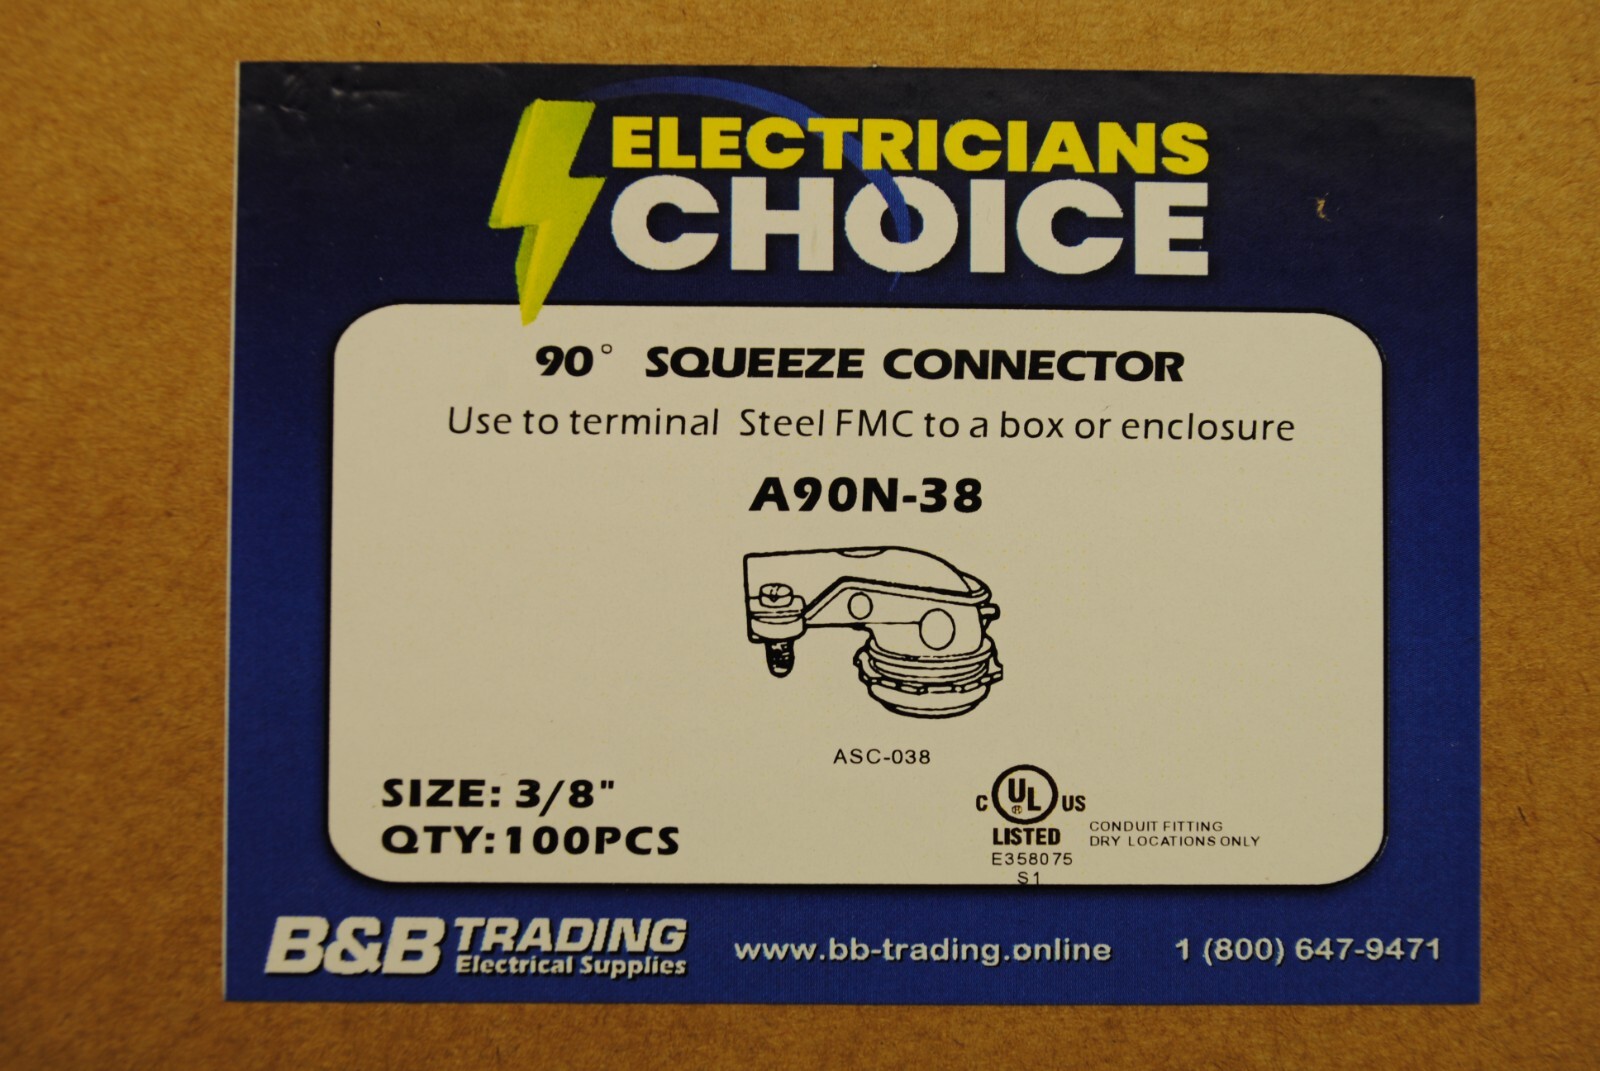 ELECTRICIANS
CHOICE
90° SQUEEZE CONNECTOR
Use to terminal Steel FMC to a box or enclosure
A90N-38
ASC-038
SIZE: 3/8"
QTY:100PCS
C UL ® US
LISTED
E358075
S1
CONDUIT FITTING
DRY LOCATIONS ONLY
B&B TRADING
Electrical Supplies
www.bb-trading.online
1 (800) 647-9471